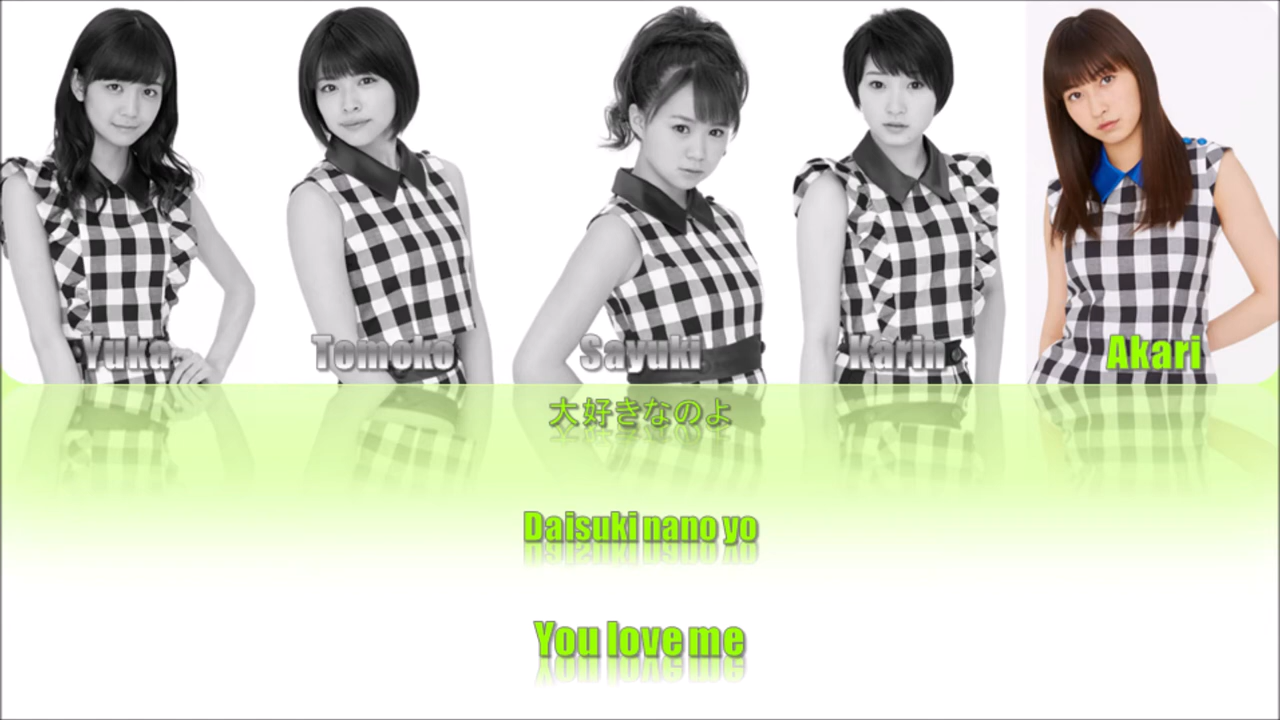 Yuka Tomoko Sayuki Karin Akari
大好きなのよ
Daisuki nano yo
You love me